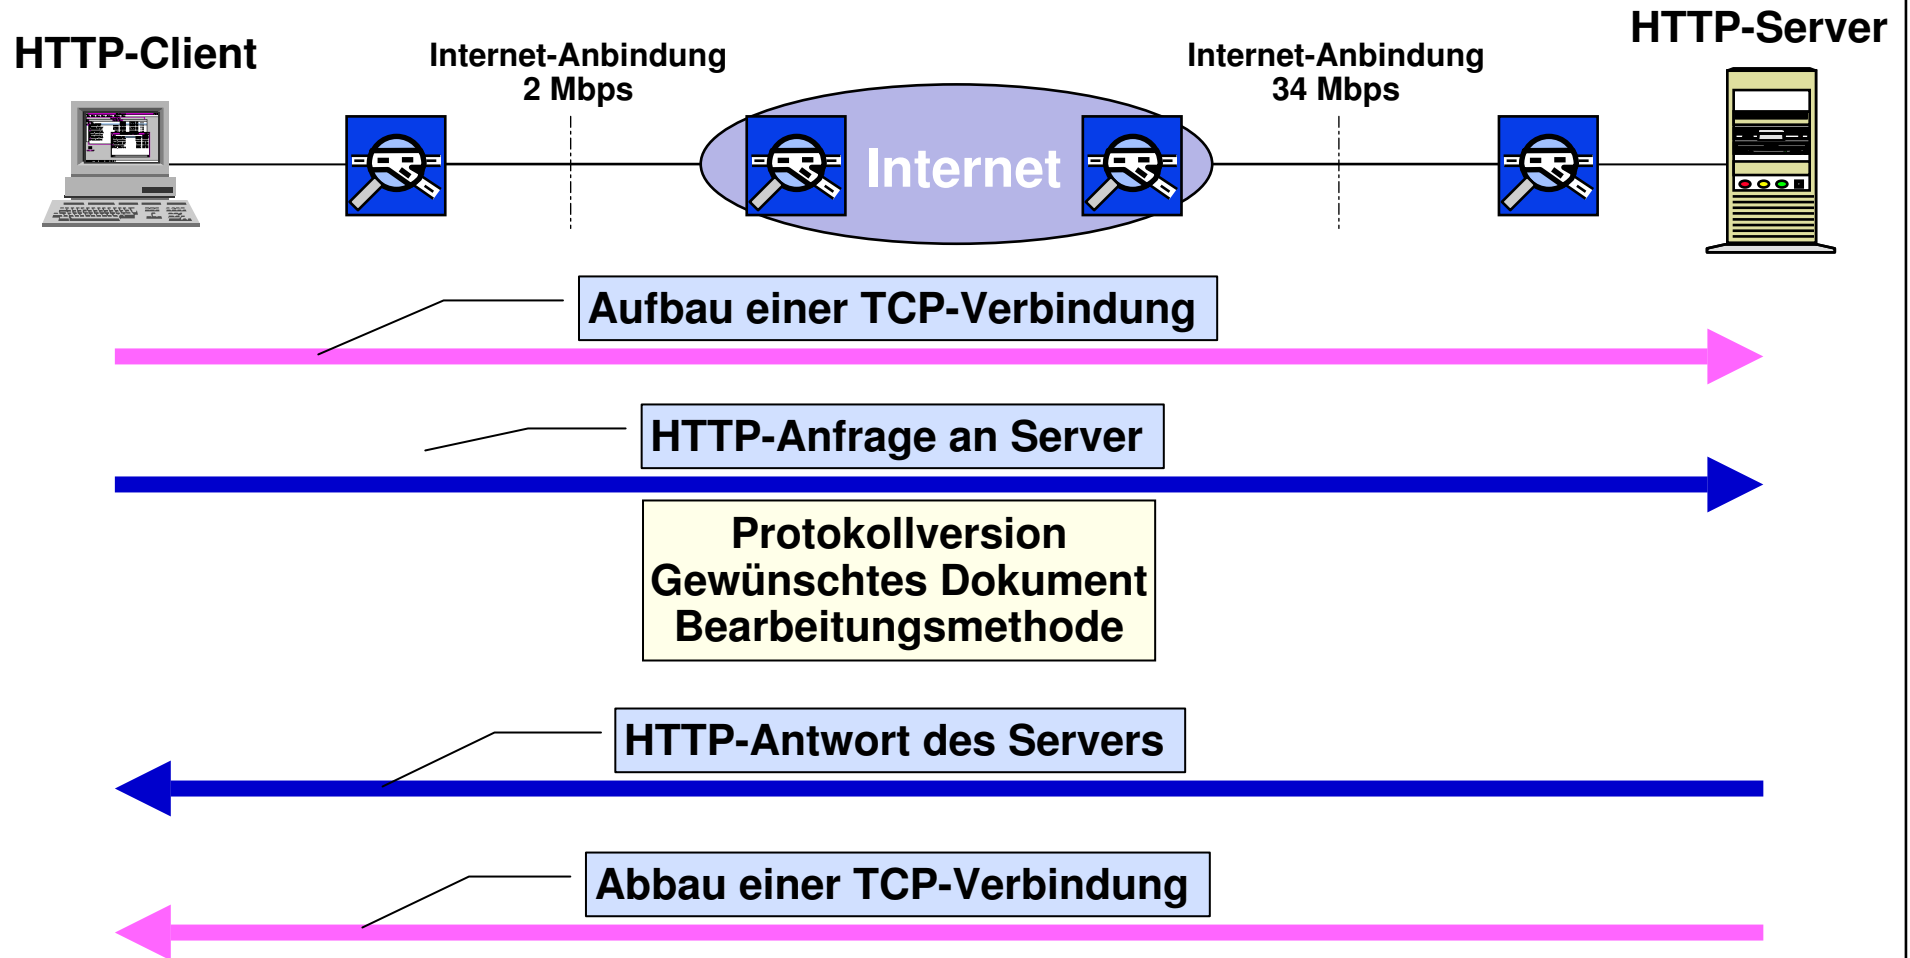 HTTP-Client
Internet-Anbindung
2 Mbps
Internet-Anbindung
34 Mbps
HTTP-Server
Internet
Aufbau einer TCP-Verbindung
HTTP-Anfrage an Server
Protokollversion
Gewünschtes Dokument
Bearbeitungsmethode
HTTP-Antwort des Servers
Abbau einer TCP-Verbindung